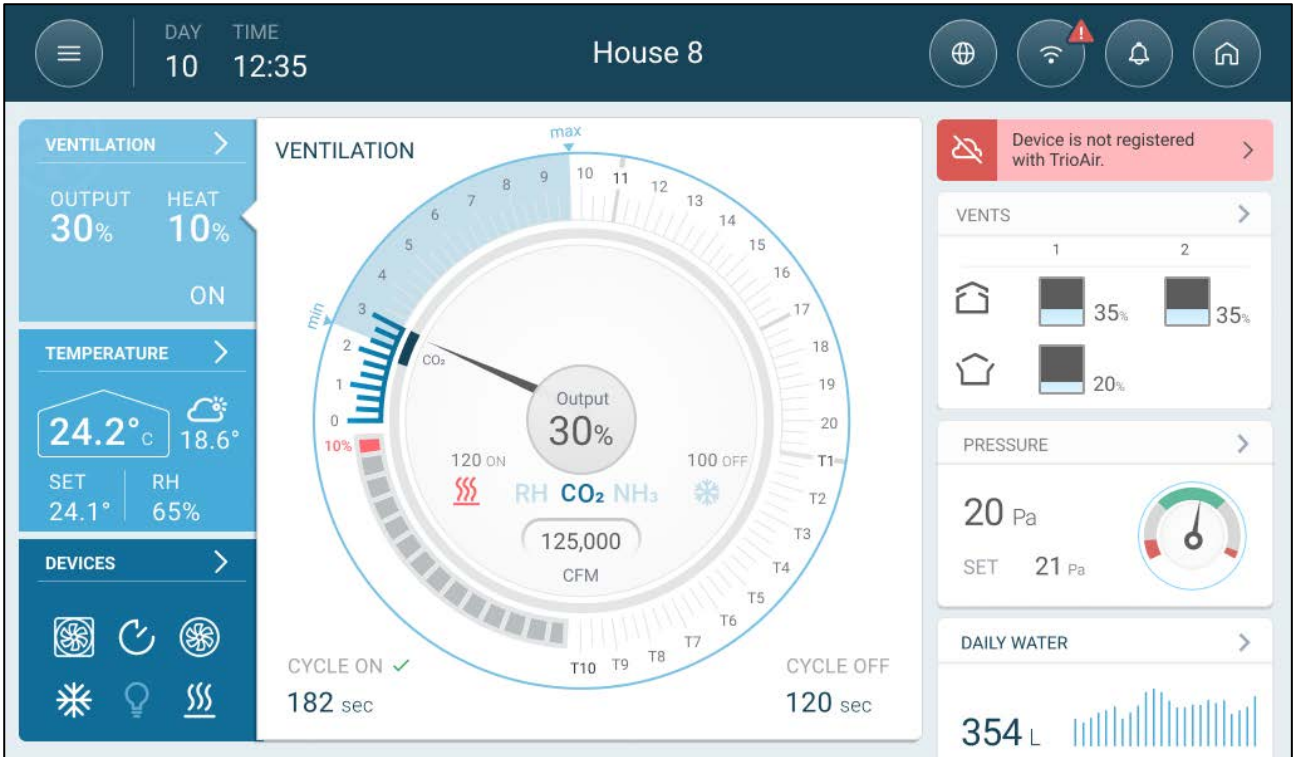 DAY TIME
10 12:35
House 8
VENTILATION
OUTPUT HEAT
30% 10%
ON
TEMPERATURE
24.2°C 18.6°
SET RH
24.1° 65%
DEVICES
VENTILATION
max
min
0
1
2
3
4
5
6
7
8
9
10
11
12
13
14
15
16
17
18
19
20
T1
T2
T3
T4
T5
T6
T7
T8
T9
T10
10%
CO₂
Output
30%
120 ON
100 OFF
RH CO₂ NH₃
125,000
CFM
CYCLE ON
182 sec
CYCLE OFF
120 sec
Device is not registered
with TrioAir.
VENTS
1 2
35% 35%
20%
PRESSURE
20 Pa
SET 21 Pa
DAILY WATER
354 L